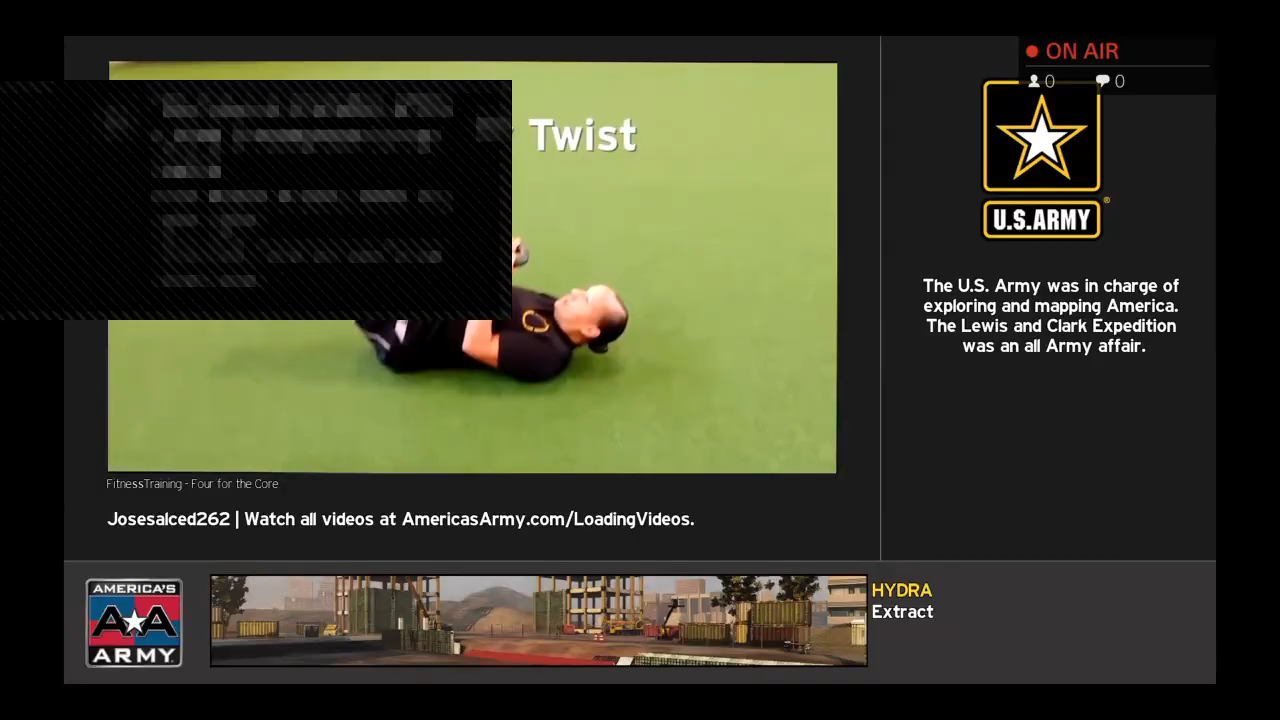 ON AIR
0 0
Twist
U.S.ARMY
®
The U.S. Army was in charge of
exploring and mapping America.
The Lewis and Clark Expedition
was an all Army affair.
FitnessTraining - Four for the Core
Josesalced262 | Watch all videos at AmericasArmy.com/LoadingVideos.
AMERICA'S
AA
ARMY
HYDRA
Extract